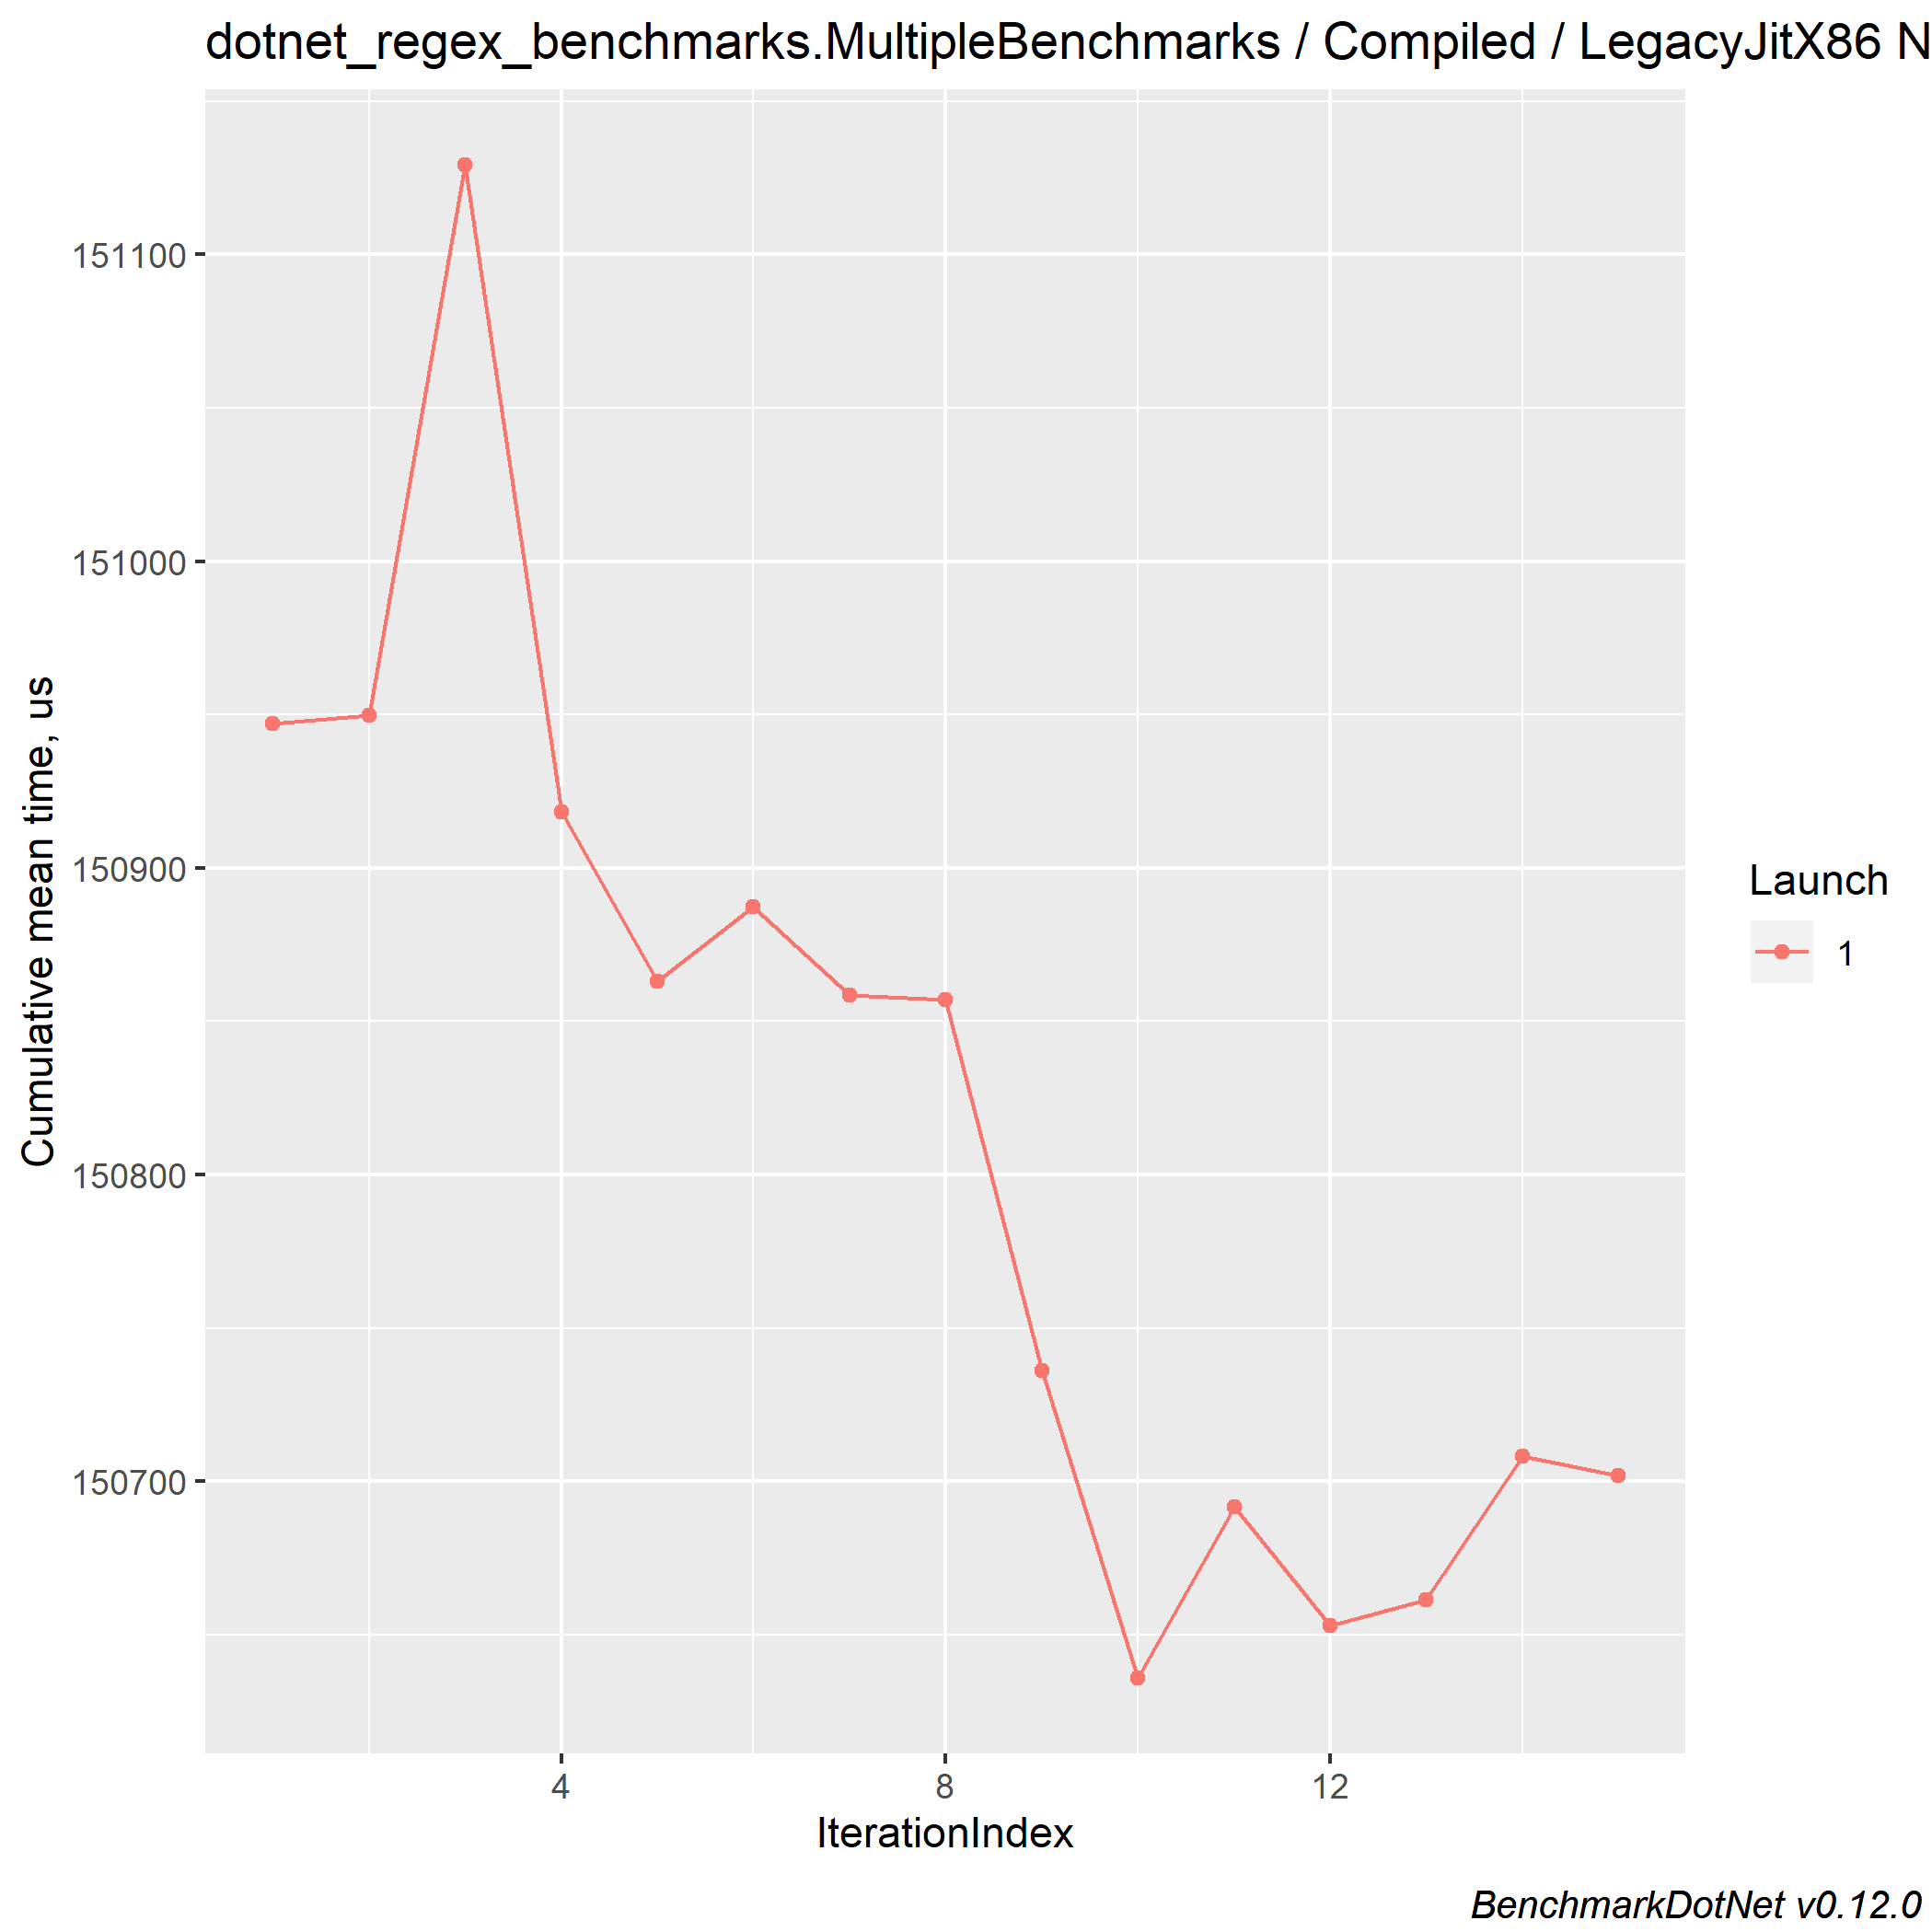 dotnet_regex_benchmarks.MultipleBenchmarks / Compiled / LegacyJitX86 N
Cumulative mean time, us
151100
151000
150900
150800
150700
4
8
12
IterationIndex
Launch
1
BenchmarkDotNet v0.12.0